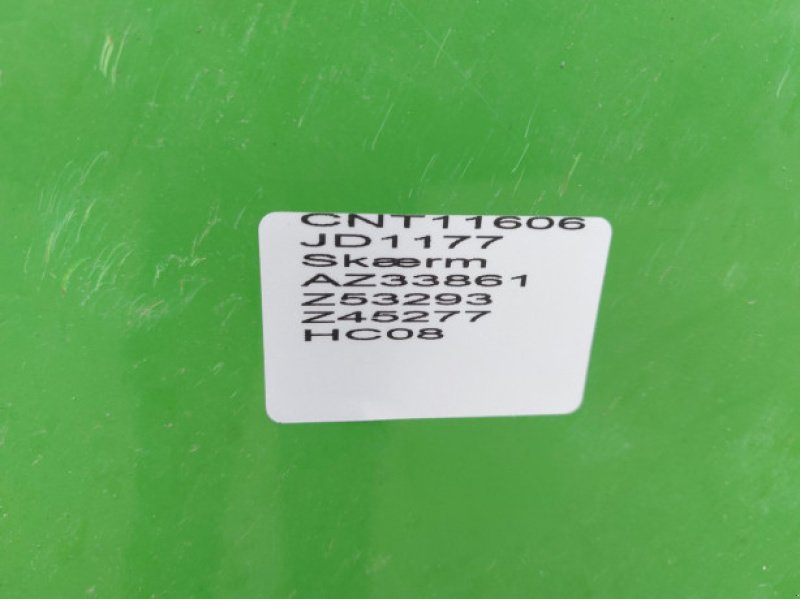 CNT11606
JD1177
Skærm
AZ33861
Z53293
Z45277
HC08